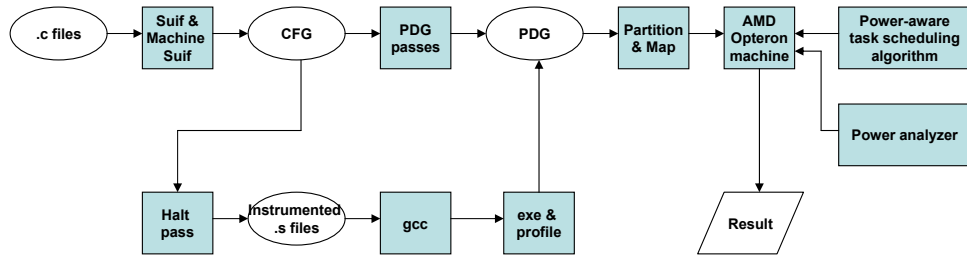 .c files
Suif &
Machine
Suif
CFG
PDG
passes
PDG
Partition
& Map
AMD
Opteron
machine
Power-aware
task scheduling
algorithm
Power analyzer
Halt
pass
Instrumented
.s files
gcc
exe &
profile
Result